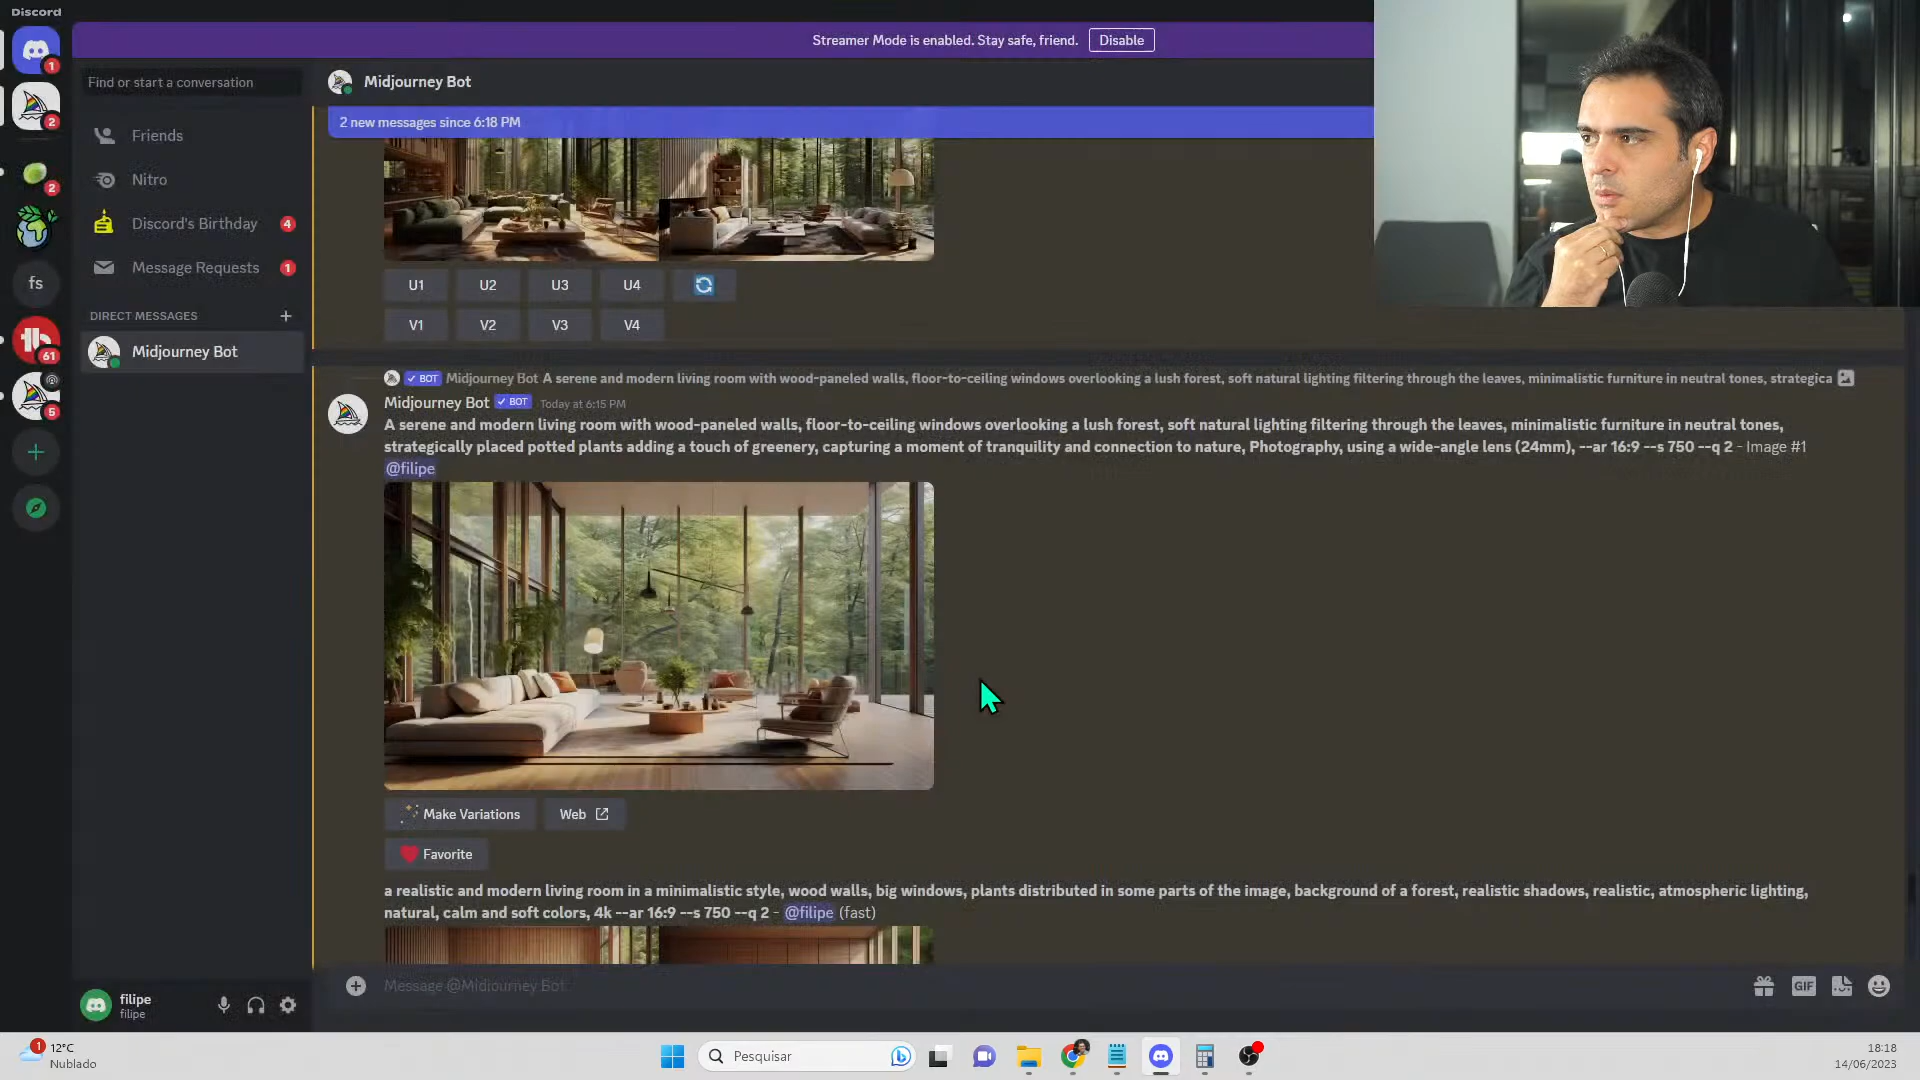 Discord
Streamer Mode is enabled. Stay safe, friend.
Disable
1
Find or start a conversation
Midjourney Bot
2
2 new messages since 6:18 PM
Friends
Nitro
2
Discord's Birthday
4
Message Requests
1
fs
U1 U2 U3 U4
DIRECT MESSAGES
V1 V2 V3 V4
61
Midjourney Bot
BOT Midjourney Bot A serene and modern living room with wood-paneled walls, floor-to-ceiling windows overlooking a lush forest, soft natural lighting filtering through the leaves, minimalistic furniture in neutral tones, strategica
5
Midjourney Bot BOT Today at 6:15 PM
A serene and modern living room with wood-paneled walls, floor-to-ceiling windows overlooking a lush forest, soft natural lighting filtering through the leaves, minimalistic furniture in neutral tones,
strategically placed potted plants adding a touch of greenery, capturing a moment of tranquility and connection to nature, Photography, using a wide-angle lens (24mm), --ar 16:9 --s 750 --q 2 - Image #1
@filipe
Make Variations
Web
Favorite
a realistic and modern living room in a minimalistic style, wood walls, big windows, plants distributed in some parts of the image, background of a forest, realistic shadows, realistic, atmospheric lighting,
natural, calm and soft colors, 4k --ar 16:9 --s 750 --q 2 - @filipe (fast)
Message @Midjourney Bot
GIF
filipe
filipe
1
12°C
Nublado
Pesquisar
18:18
14/06/2023